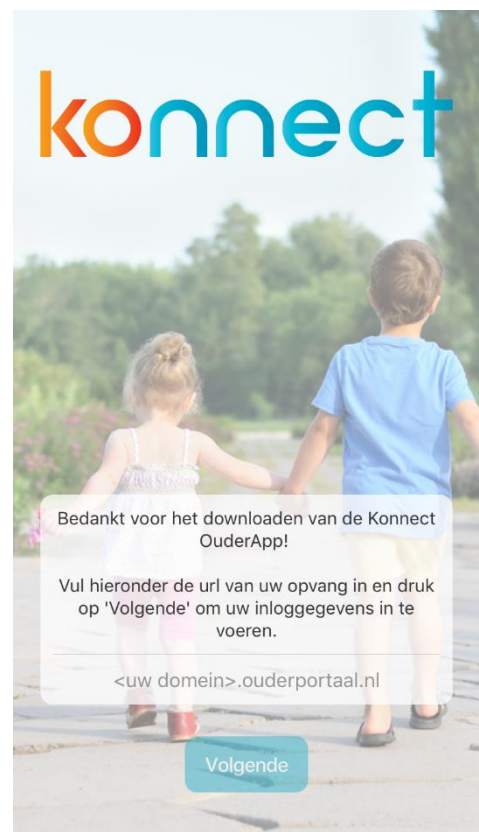 konnect
Bedankt voor het downloaden van de Konnect
OuderApp!
Vul hieronder de url van uw opvang in en druk
op 'Volgende' om uw inloggegevens in te
voeren.
<uw domein>.ouderportaal.nl
Volgende